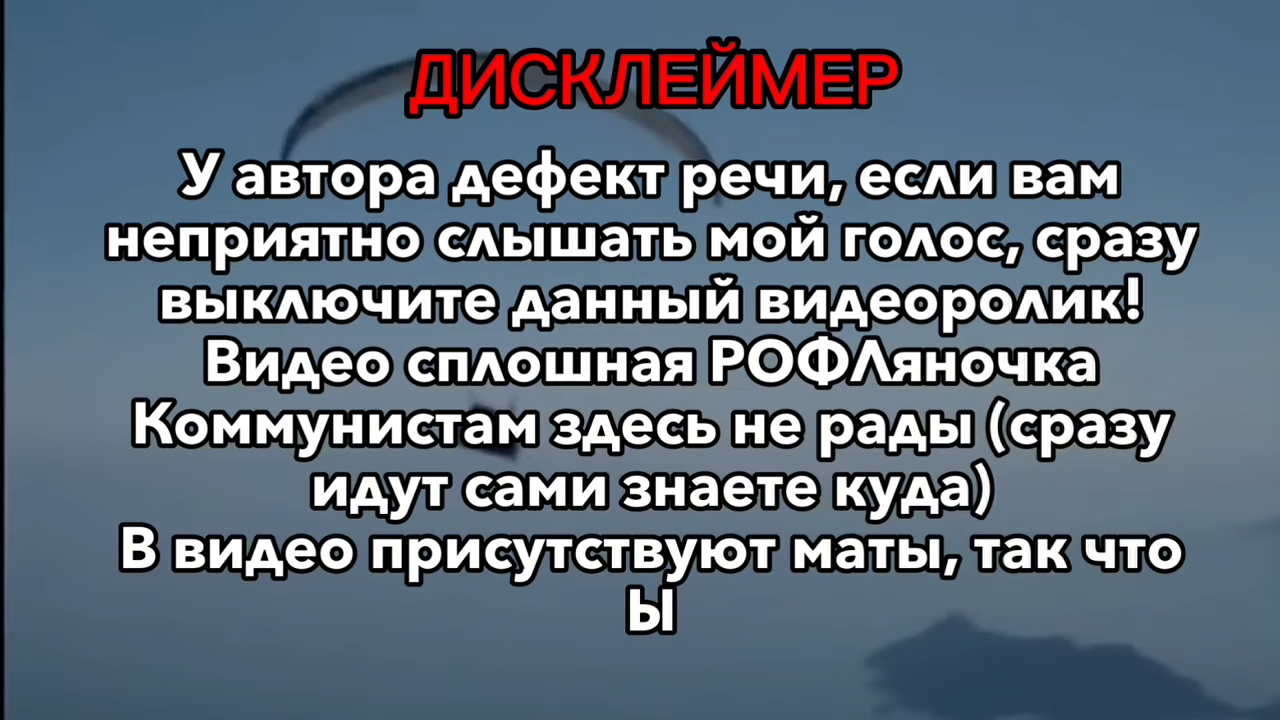 ДИСКЛЕЙМЕР
У автора дефект речи, если вам
неприятно слышать мой голос, сразу
выключите данный видеоролик!
Видео сплошная РОФЛяночка
Коммунистам здесь не рады (сразу
идут сами знаете куда)
В видео присутствуют маты, так что
Ы